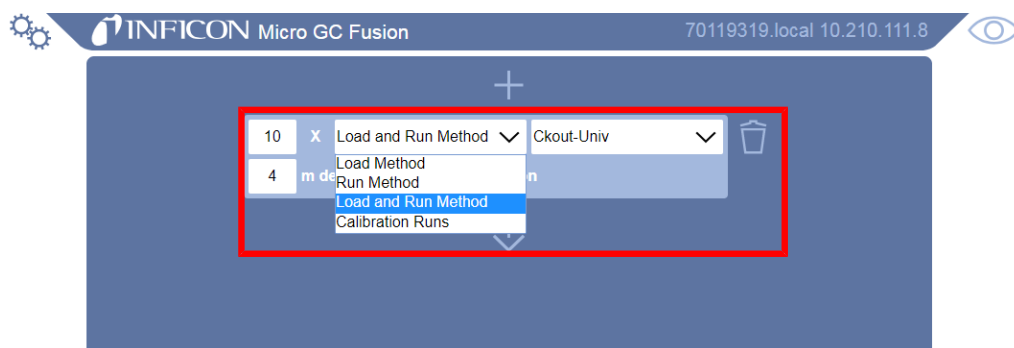 INFICON Micro GC Fusion 70119319.local 10.210.111.8
10 X Load and Run Method Ckout-Univ
Load Method
4 m
Run Method
Load and Run Method
Calibration Runs